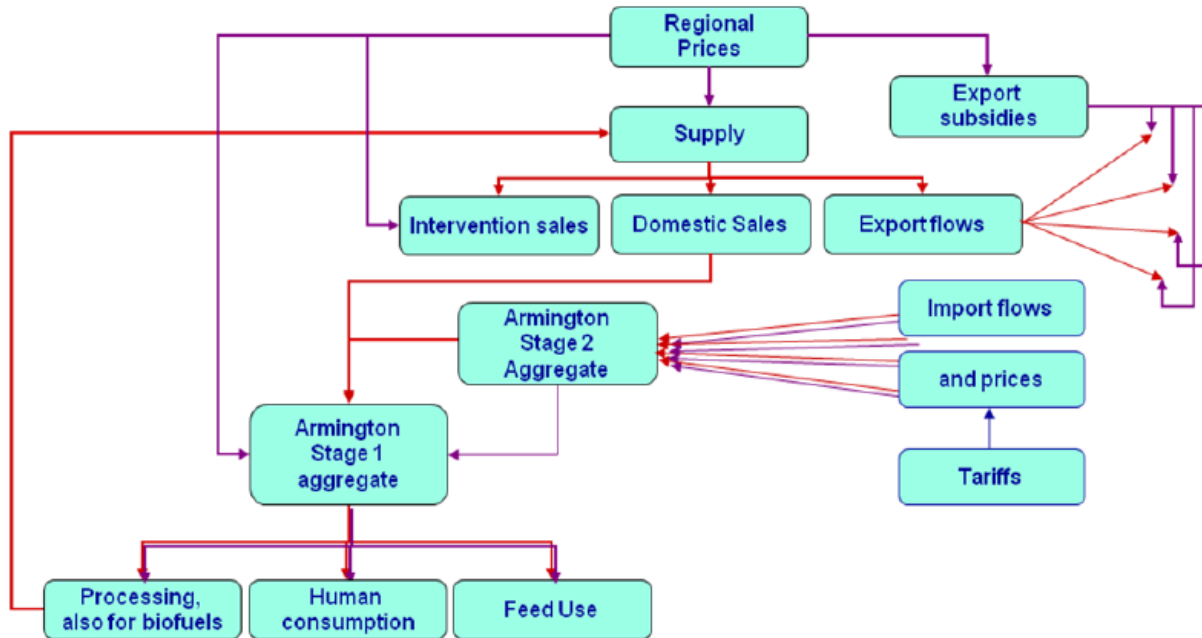 Regional
Prices
Export
subsidies
Supply
Intervention sales
Domestic Sales
Export flows
Import flows
Armington
Stage 2
Aggregate
and prices
Armington
Stage 1
aggregate
Tariffs
Processing,
also for biofuels
Human
consumption
Feed Use